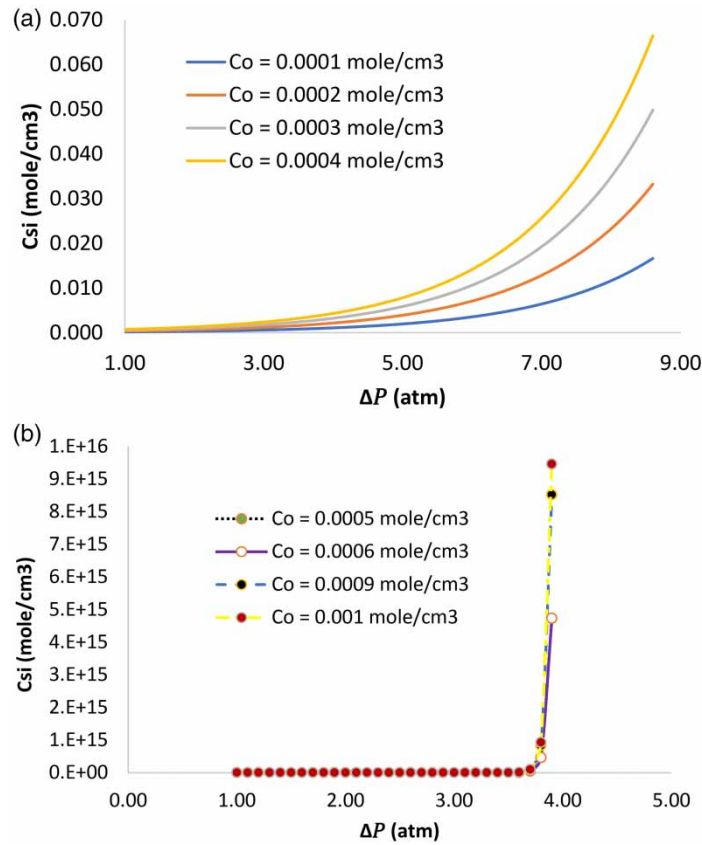 (a)
0.070
0.060
0.050
0.040
0.030
0.020
0.010
0.000
Csi (mole/cm3)
Co = 0.0001 mole/cm3
Co = 0.0002 mole/cm3
Co = 0.0003 mole/cm3
Co = 0.0004 mole/cm3
1.00 3.00 5.00 7.00 9.00
ΔP (atm)
(b)
1.E+16
9.E+15
8.E+15
7.E+15
6.E+15
5.E+15
4.E+15
3.E+15
2.E+15
1.E+15
0.E+00
Csi (mole/cm3)
Co = 0.0005 mole/cm3
Co = 0.0006 mole/cm3
Co = 0.0009 mole/cm3
Co = 0.001 mole/cm3
0.00 1.00 2.00 3.00 4.00 5.00
ΔP (atm)